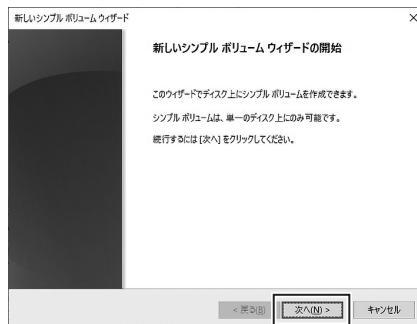 新しいシンプル ボリューム ウィザード
新しいシンプル ボリューム ウィザードの開始
このウィザードでディスク上にシンプル ボリュームを作成できます。
シンプル ボリュームは、単一のディスク上にのみ可能です。
続行するには [次へ] をクリックしてください。
< 戻る(B) 次へ(N) > キャンセル